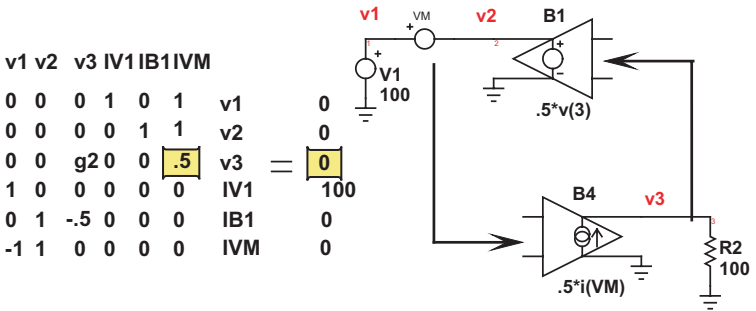 v1 v2 v3 IV1 IB1 IVM
0 0 0 1 0 1 v1 0
0 0 0 0 1 1 v2 0
0 0 g2 0 0 .5 v3 = 0
1 0 0 0 0 0 IV1 100
0 1 -.5 0 0 0 IB1 0
-1 1 0 0 0 0 IVM 0
v1
VM
v2
B1
+
1
2
+
+
–
V1
100
.5*v(3)
B4
v3
3
R2
100
.5*i(VM)